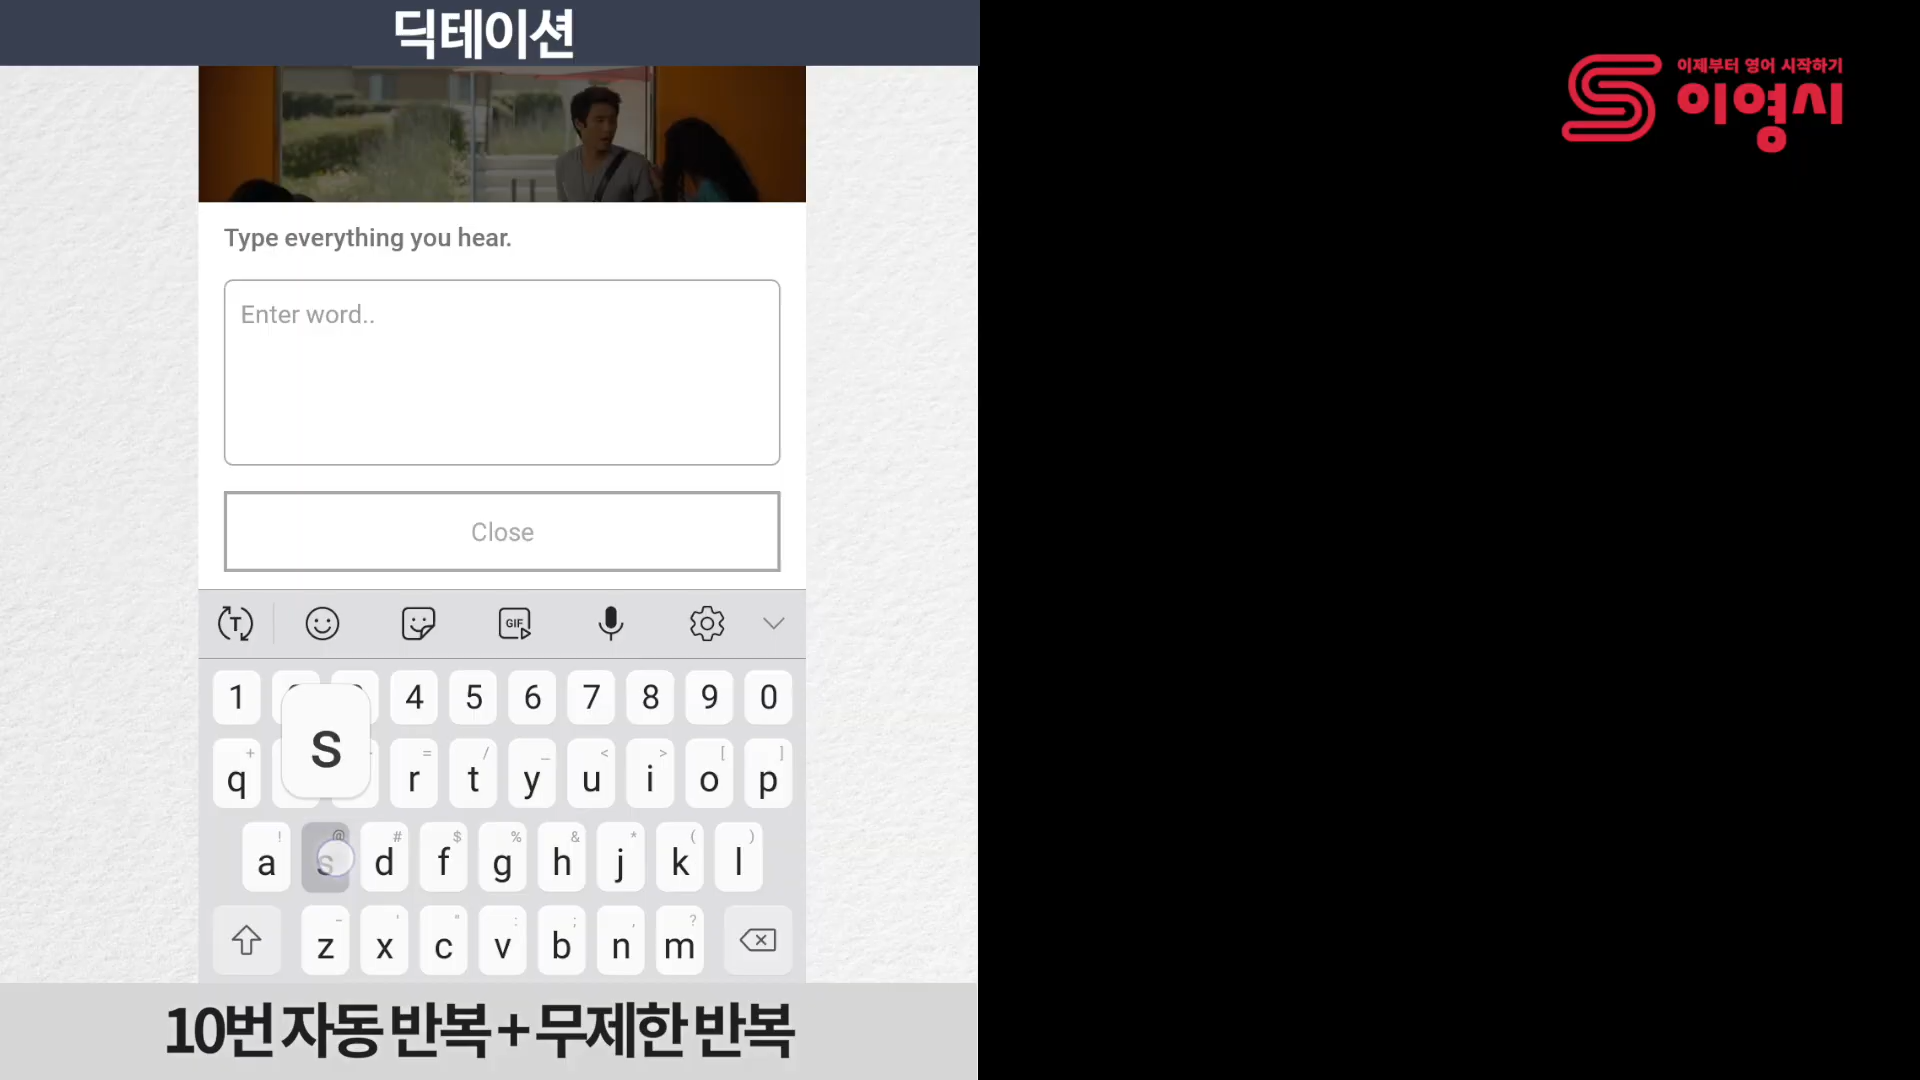 딕테이션
이제부터 영어 시작하기
이영시
Type everything you hear.
Enter word..
Close
T
GIF
1 4 5 6 7 8 9 0
s
+ = / _ < > [ ]
q r t y u i o p
! @ # $ % & * ( )
a s d f g h j k l
- ' " : ; , ?
z x c v b n m
10번 자동 반복 + 무제한 반복